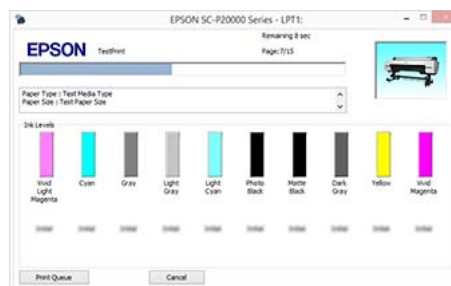 EPSON SC-P20000 Series - LPT1:
Remaining 8 sec
EPSON
TestPrint
Page:7/15
Paper Type : Test Media Type
Paper Size : Test Paper Size
Ink Levels
Vivid Light Magenta
Cyan
Gray
Light Gray
Light Cyan
Photo Black
Matte Black
Dark Gray
Yellow
Vivid Magenta
Print Queue
Cancel